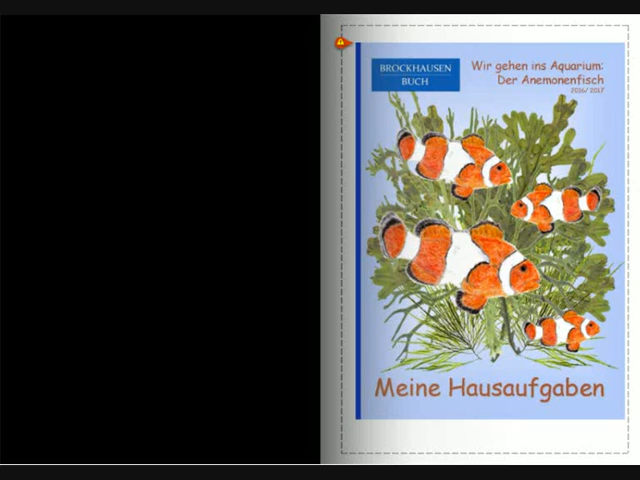 BROCKHAUSEN
BUCH
Wir gehen ins Aquarium:
Der Anemonenfisch
2016/ 2017
Meine Hausaufgaben